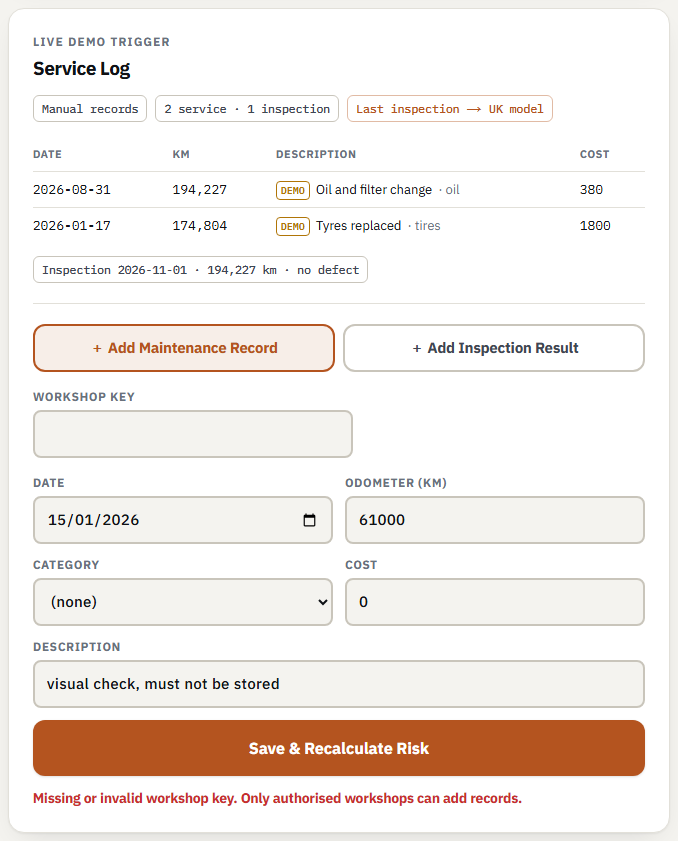 LIVE DEMO TRIGGER
Service Log
Manual records 2 service · 1 inspection Last inspection → UK model
DATE KM DESCRIPTION COST
2026-08-31 194,227 DEMO Oil and filter change · oil 380
2026-01-17 174,804 DEMO Tyres replaced · tires 1800
Inspection 2026-11-01 · 194,227 km · no defect
+ Add Maintenance Record + Add Inspection Result
WORKSHOP KEY
DATE ODOMETER (KM)
15/01/2026 61000
CATEGORY COST
(none) 0
DESCRIPTION
visual check, must not be stored
Save & Recalculate Risk
Missing or invalid workshop key. Only authorised workshops can add records.